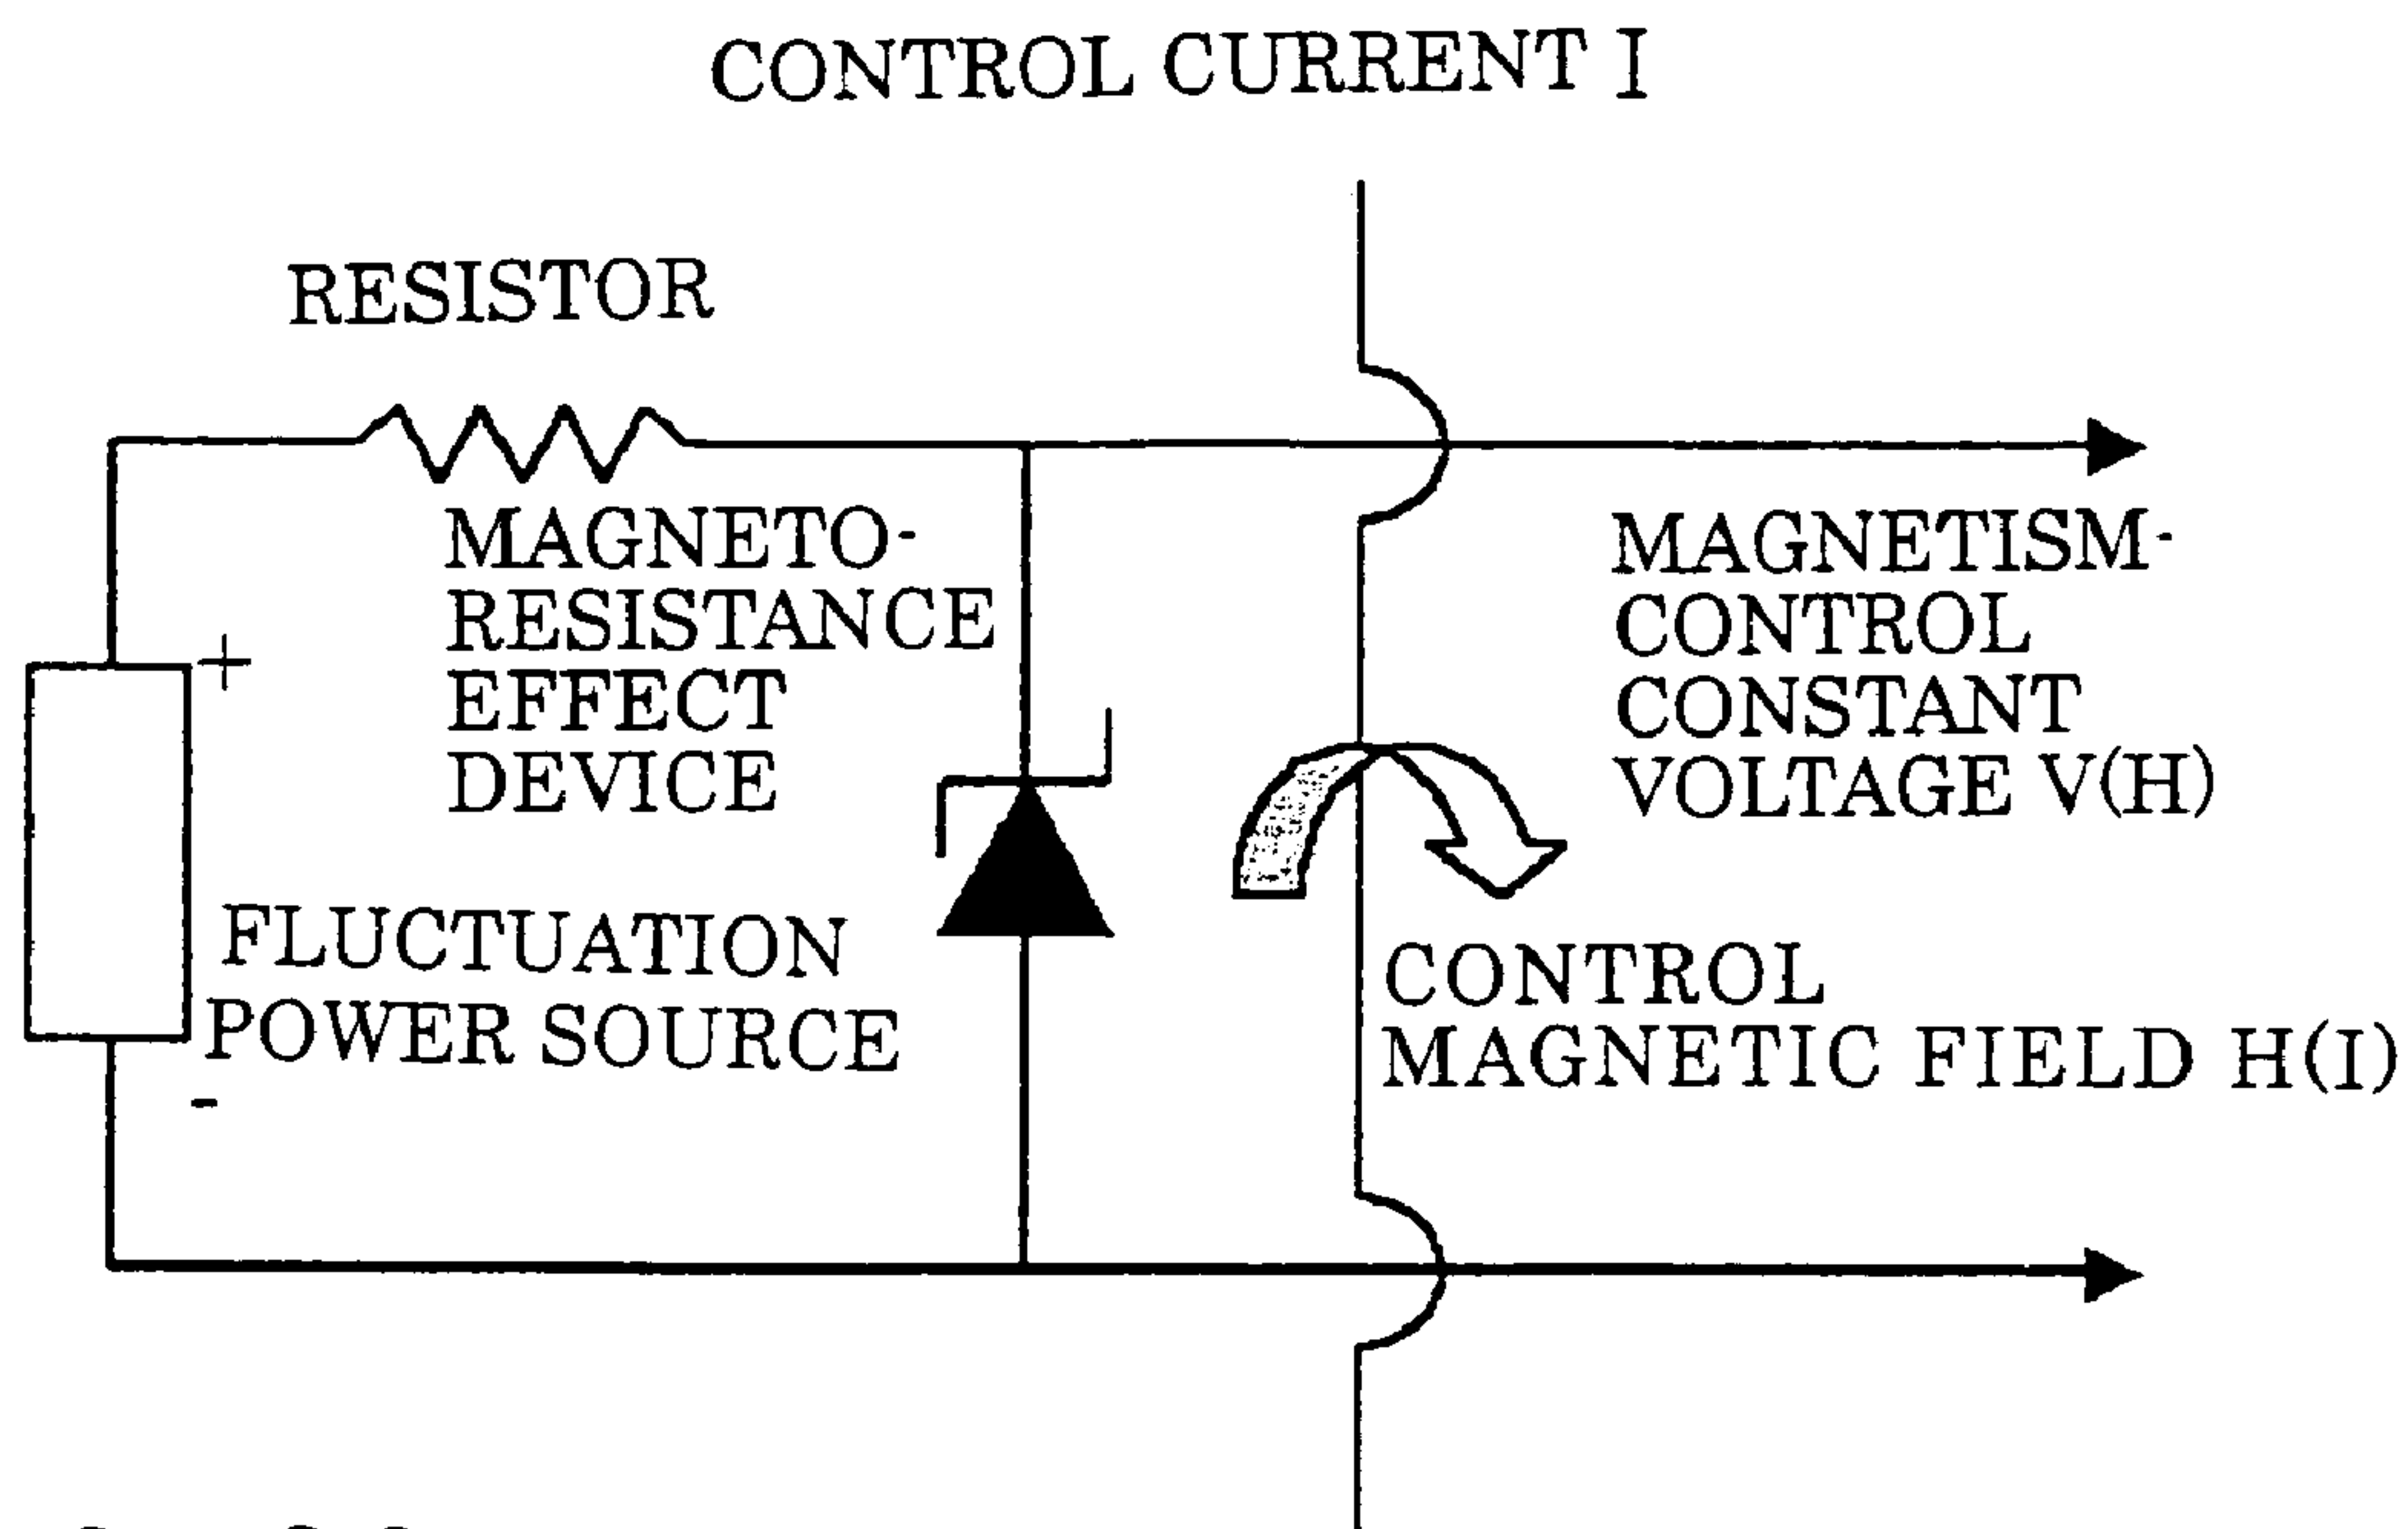 CONTROL CURRENT I
RESISTOR
MAGNETO-
RESISTANCE
EFFECT
DEVICE
MAGNETISM-
CONTROL
CONSTANT
VOLTAGE V(H)
+
FLUCTUATION
POWER SOURCE
-
CONTROL
MAGNETIC FIELD H(I)